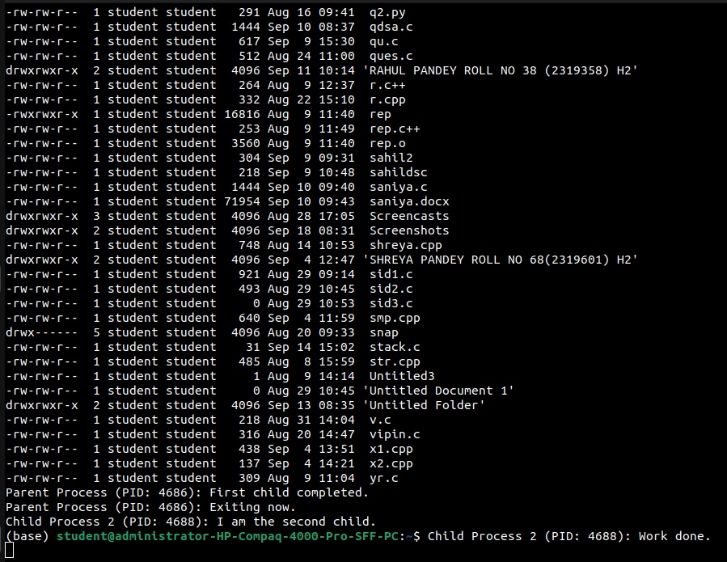 -rw-rw-r--  1 student student   291 Aug 16 09:41  q2.py
-rw-rw-r--  1 student student  1444 Sep 10 08:37  qdsa.c
-rw-rw-r--  1 student student   617 Sep  9 15:30  qu.c
-rw-rw-r--  1 student student   512 Aug 24 11:00  ques.c
drwxrwxr-x  2 student student  4096 Sep 11 10:14 'RAHUL PANDEY ROLL NO 38 (2319358) H2'
-rw-rw-r--  1 student student   264 Aug  9 12:37  r.c++
-rw-rw-r--  1 student student   332 Aug 22 15:10  r.cpp
-rwxrwxr-x  1 student student 16816 Aug  9 11:40  rep
-rw-rw-r--  1 student student   253 Aug  9 11:49  rep.c++
-rw-rw-r--  1 student student  3560 Aug  9 11:40  rep.o
-rw-rw-r--  1 student student   304 Sep  9 09:31  sahil2
-rw-rw-r--  1 student student   218 Sep  9 10:48  sahildsc
-rw-rw-r--  1 student student  1444 Sep 10 09:40  saniya.c
-rw-rw-r--  1 student student 71954 Sep 10 09:43  saniya.docx
drwxrwxr-x  3 student student  4096 Aug 28 17:05  Screencasts
drwxrwxr-x  2 student student  4096 Sep 18 08:31  Screenshots
-rw-rw-r--  1 student student   748 Aug 14 10:53  shreya.cpp
drwxrwxr-x  2 student student  4096 Sep  4 12:47 'SHREYA PANDEY ROLL NO 68(2319601) H2'
-rw-rw-r--  1 student student   921 Aug 29 09:14  sid1.c
-rw-rw-r--  1 student student   493 Aug 29 10:45  sid2.c
-rw-rw-r--  1 student student     0 Aug 29 10:53  sid3.c
-rw-rw-r--  1 student student   640 Sep  4 11:59  smp.cpp
drwx------  5 student student  4096 Aug 20 09:33  snap
-rw-rw-r--  1 student student    31 Sep 14 15:02  stack.c
-rw-rw-r--  1 student student   485 Aug  8 15:59  str.cpp
-rw-rw-r--  1 student student     1 Aug  9 14:14  Untitled3
-rw-rw-r--  1 student student     0 Aug 29 10:45 'Untitled Document 1'
drwxrwxr-x  2 student student  4096 Sep 13 08:35 'Untitled Folder'
-rw-rw-r--  1 student student   218 Aug 31 14:04  v.c
-rw-rw-r--  1 student student   316 Aug 20 14:47  vipin.c
-rw-rw-r--  1 student student   438 Sep  4 13:51  x1.cpp
-rw-rw-r--  1 student student   137 Sep  4 14:21  x2.cpp
-rw-rw-r--  1 student student   309 Aug  9 11:04  yr.c
Parent Process (PID: 4686): First child completed.
Parent Process (PID: 4686): Exiting now.
Child Process 2 (PID: 4688): I am the second child.
(base) student@administrator-HP-Compaq-4000-Pro-SFF-PC:~$ Child Process 2 (PID: 4688): Work done.